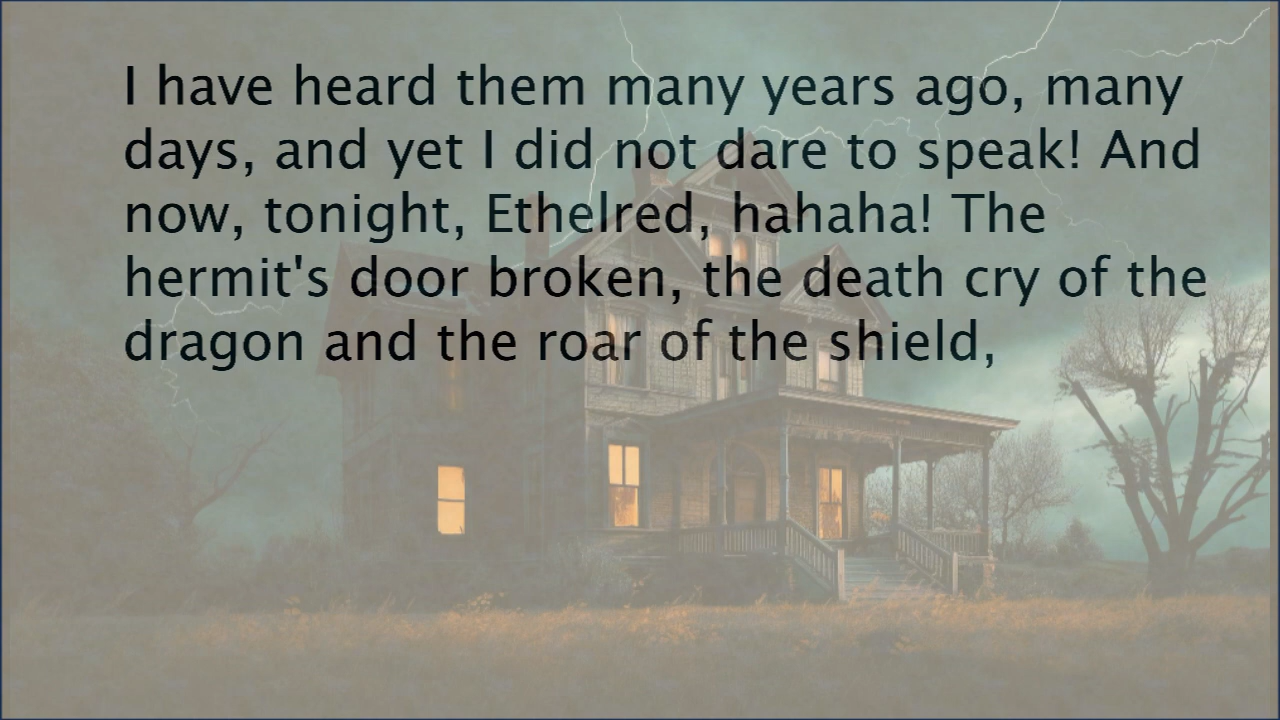 I have heard them many years ago, many
days, and yet I did not dare to speak! And
now, tonight, Ethelred, hahaha! The
hermit's door broken, the death cry of the
dragon and the roar of the shield,